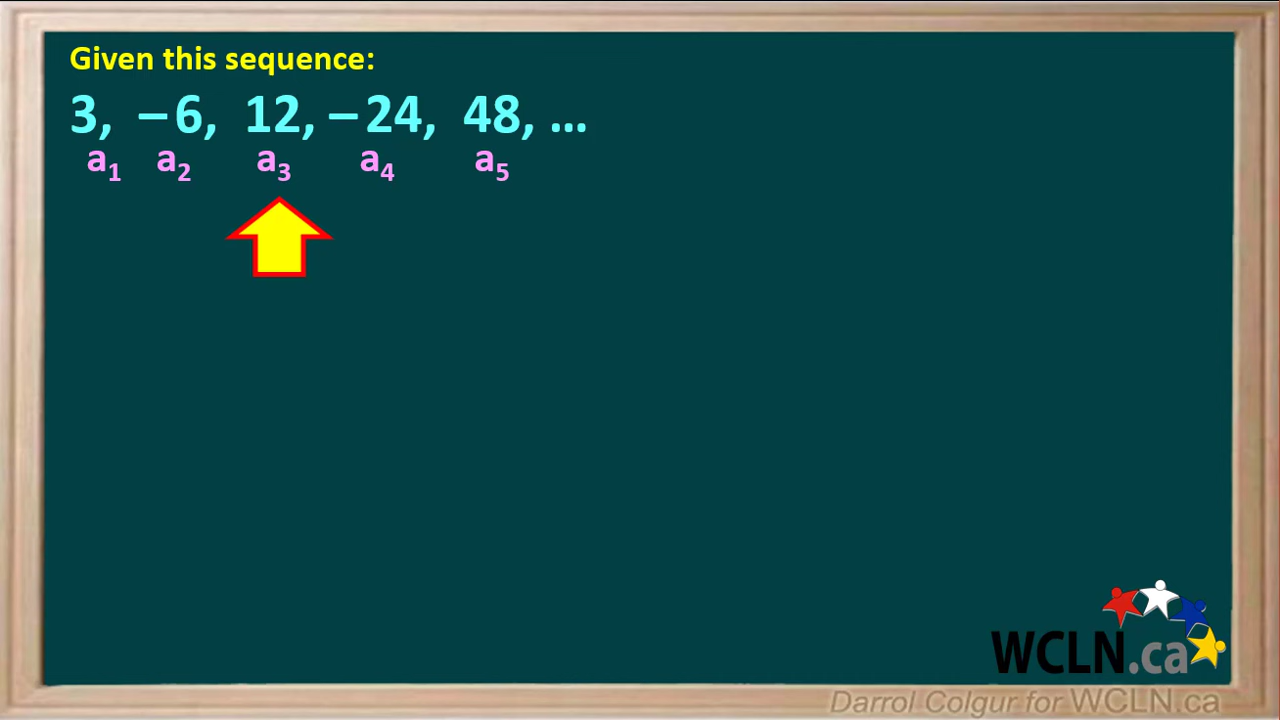 Given this sequence:
3, –6, 12, –24, 48, ...
a₁ a₂ a₃ a₄ a₅
WCLN.ca
Darrol Colgur for WCLN.ca